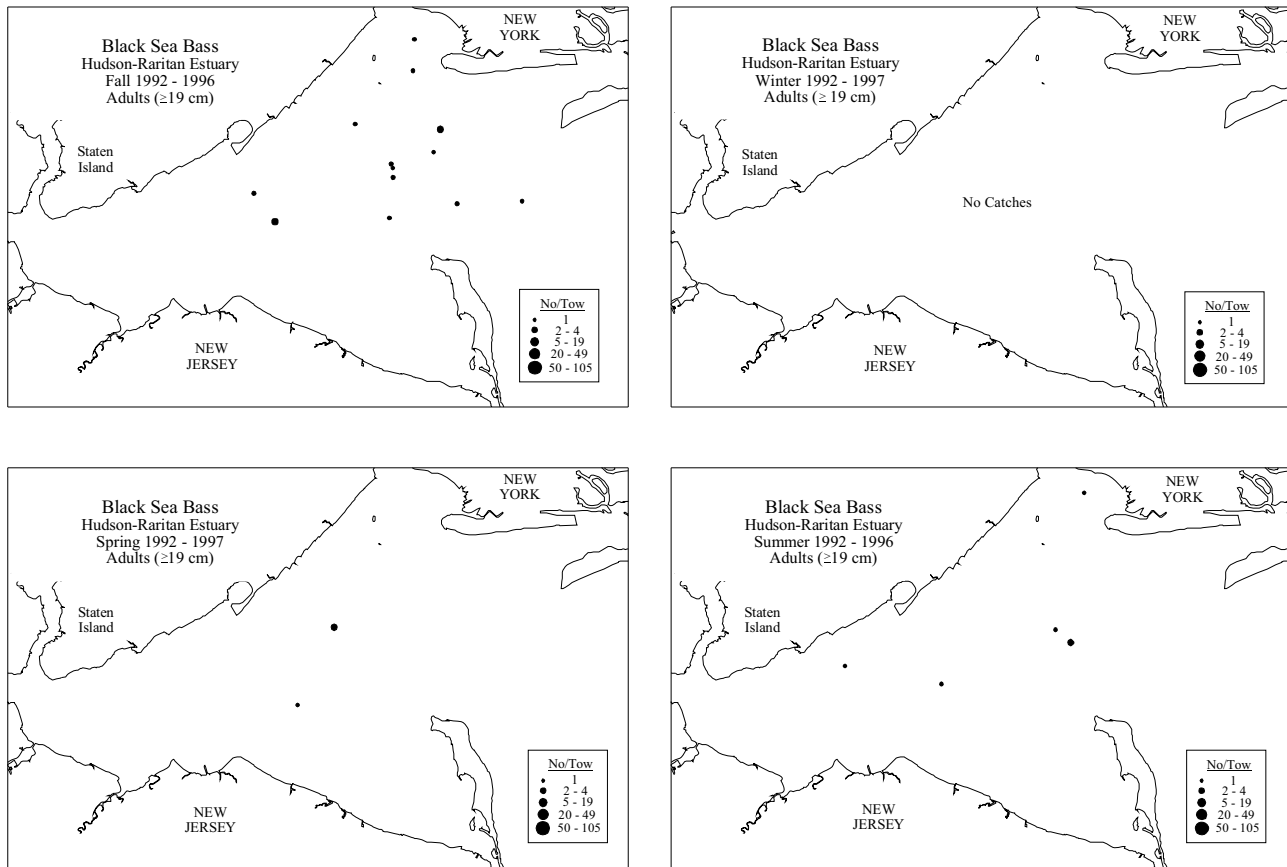 Black Sea Bass
Hudson-Raritan Estuary
Fall 1992 - 1996
Adults (≥19 cm)
NEW
YORK
Staten
Island
NEW
JERSEY
No/Tow
1
2 - 4
5 - 19
20 - 49
50 - 105
Black Sea Bass
Hudson-Raritan Estuary
Winter 1992 - 1997
Adults (≥ 19 cm)
NEW
YORK
Staten
Island
No Catches
NEW
JERSEY
No/Tow
1
2 - 4
5 - 19
20 - 49
50 - 105
Black Sea Bass
Hudson-Raritan Estuary
Spring 1992 - 1997
Adults (≥19 cm)
NEW
YORK
Staten
Island
NEW
JERSEY
No/Tow
1
2 - 4
5 - 19
20 - 49
50 - 105
Black Sea Bass
Hudson-Raritan Estuary
Summer 1992 - 1996
Adults (≥19 cm)
NEW
YORK
Staten
Island
NEW
JERSEY
No/Tow
1
2 - 4
5 - 19
20 - 49
50 - 105